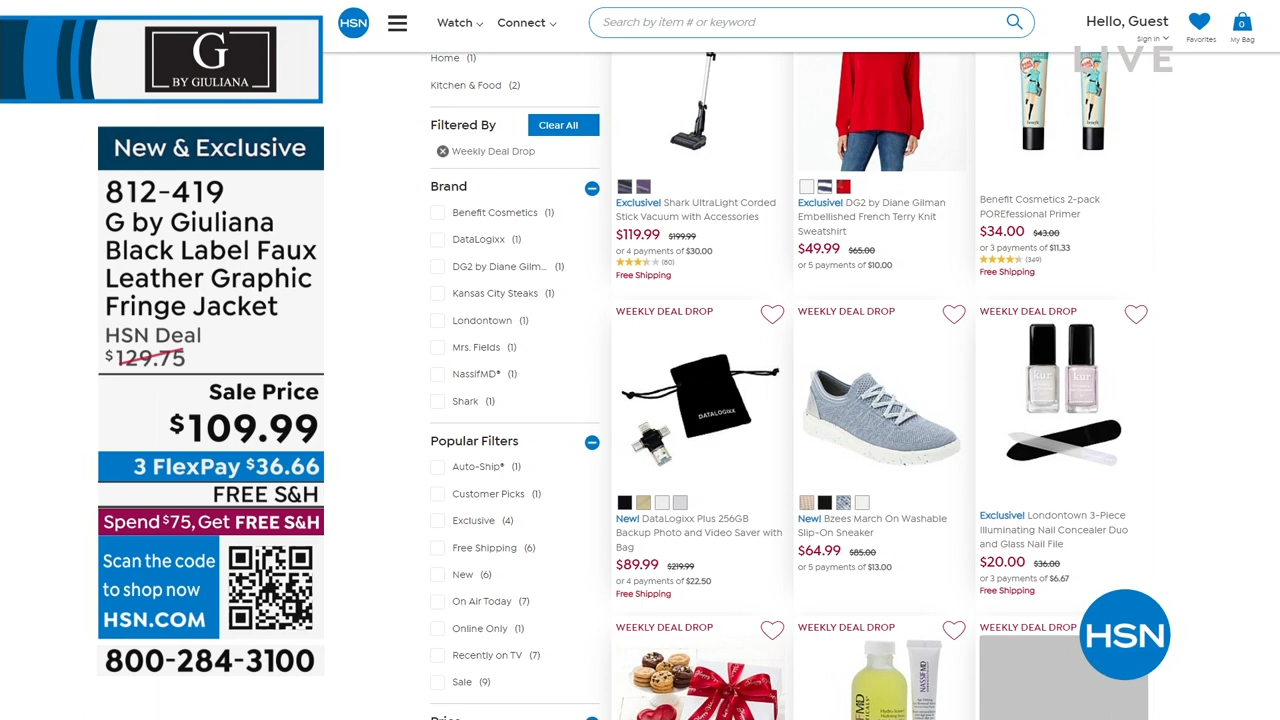 G
BY GIULIANA
New & Exclusive
812-419
G by Giuliana
Black Label Faux
Leather Graphic
Fringe Jacket
HSN Deal
$129.75
Sale Price
$109.99
3 FlexPay $36.66
FREE S&H
Spend $75, Get FREE S&H
Scan the code
to shop now
HSN.COM
800-284-3100
HSN
Watch
Connect
Search by item # or keyword
Hello, Guest
Sign in
Favorites
0
My Bag
LIVE
Home (1)
Kitchen & Food (2)
Filtered By
Clear All
Weekly Deal Drop
Brand
Benefit Cosmetics (1)
DataLogixx (1)
DG2 by Diane Gilm... (1)
Kansas City Steaks (1)
Londontown (1)
Mrs. Fields (1)
NassifMD® (1)
Shark (1)
Popular Filters
Auto-Ship® (1)
Customer Picks (1)
Exclusive (4)
Free Shipping (6)
New (6)
On Air Today (7)
Online Only (1)
Recently on TV (7)
Sale (9)
Exclusive! Shark UltraLight Corded
Stick Vacuum with Accessories
$119.99 $199.99
or 4 payments of $30.00
(80)
Free Shipping
Exclusive! DG2 by Diane Gilman
Embellished French Terry Knit
Sweatshirt
$49.99 $65.00
or 5 payments of $10.00
Benefit Cosmetics 2-pack
POREfessional Primer
$34.00 $43.00
or 3 payments of $11.33
(349)
Free Shipping
WEEKLY DEAL DROP
DATALOGIXX
New! DataLogixx Plus 256GB
Backup Photo and Video Saver with
Bag
$89.99 $219.99
or 4 payments of $22.50
Free Shipping
WEEKLY DEAL DROP
New! Bzees March On Washable
Slip-On Sneaker
$64.99 $85.00
or 5 payments of $13.00
WEEKLY DEAL DROP
kur
kur
Exclusive! Londontown 3-Piece
Illuminating Nail Concealer Duo
and Glass Nail File
$20.00 $36.00
or 3 payments of $6.67
Free Shipping
WEEKLY DEAL DROP
WEEKLY DEAL DROP
NASSIF MD
WEEKLY DEAL DROP
HSN